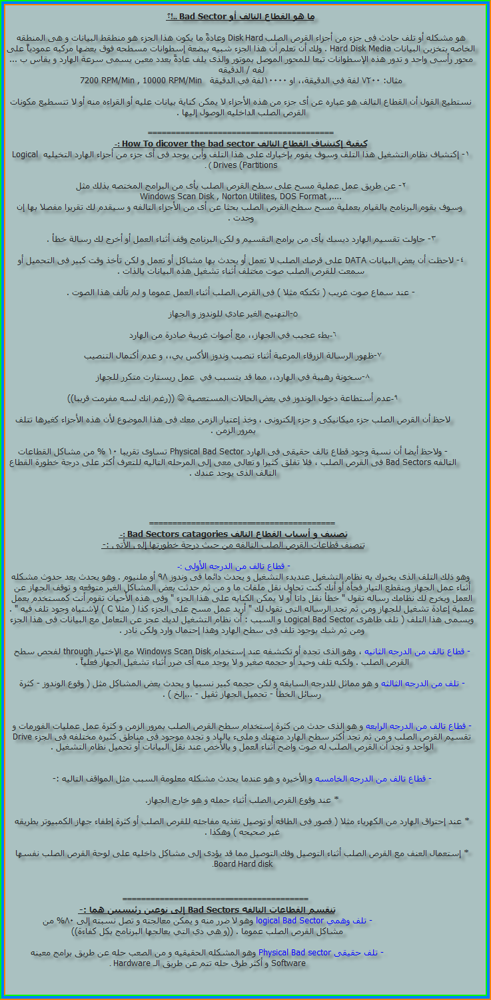 ما هو القطاع التالف أو Bad Sector ..!؟
هو مشكله أو تلف حادث فى جزء من أجزاء القرص الصلب Disk Hard وعادةً ما يكون هذا الجزء هو منطقط البيانات و هى المنطقه
الخاصه بتخزين البيانات Hard Disk Media . ولك أن تعلم أن هذا الجزء شبيه ببضعة إسطوانات مسطحه فوق بعضها مركبه عمودياً على
محور رأسى واحد و تدور هذه الإسطوانات تبعا للمحور الموصل بموتور والذى يلف عادةً بعدد معين يسمى سرعة الهارد و يقاس ب ...
لفه / الدقيقه
مثال: ٧٢٠٠ لفة في الدقيقة،، او ١٠٠٠٠لفة في الدقيقة 7200 RPM/Min , 10000 RPM/Min
نستطيع القول أن القطاع التالف هو عباره عن أى جزء من هذه الأجزاء لا يمكن كتابة بيانات عليه أو القراءه منه أو لا تتسطيع مكونات
القرص الصلب الداخليه الوصول إليها .
========================================
كيفية إكتشاف القطاع التالف How To dicover the bad sector :-
١- إكتشاف نظام التشغيل هذا التلف وسوف يقوم بإخبارك على هذا التلف وأين يوجد فى أى جزء من أجزاء الهارد التخيليه Logical
Drives (Partitions ) .
٢- عن طريق عمل عملية مسح على سطح القرص الصلب بأى من البرامج المختصه بذلك مثل
Windows Scan Disk , Norton Utilites, DOS Format ,....
وسوف يقوم البرنامج بالقيام بعملية مسح سطح القرص الصلب بحثا عن أى من الأجزاء التالفه و سيقدم لك تقريرا مفصلا بها إن
وجدت .
٣- حاولت تقسيم الهارد ديسك بأى من برامج التقسيم و لكن البرنامج وقف أثناء العمل أو أخرج لك رسالة خطأ .
٤- لاحظت أن بعض البيانات DATA على قرصك الصلب لا تعمل أو يحدث بها مشاكل أو تعمل و لكن تأخذ وقت كبير فى التحميل أو
سمعت للقرص الصلب صوت مختلف أثناء تشغيل هذه البيانات بالذات .
- عند سماع صوت غريب ( تكتكه مثلا ) فى القرص الصلب أثناء العمل عموما و لم تألف هذا الصوت .
٥-التهنيج الغير عادي للوندوز و الجهاز
٦-بطء عجيب في الجهاز،، مع أصوات غريبة صادرة من الهارد
٧-ظهور الرسالة الزرقاء المرعبة أثناء تنصيب وندوز الأكس بي،، و عدم أكتمال التنصيب
٨-سخونة رهيبة في الهارد،، مما قد يتسبب في عمل ريستارت متكرر للجهاز
٩-عدم أستطاعة دخول الوندوز في بعض الحالات المستعصية ☺ ((رغم انك لسه مفرمت قريبا))
لاحظ أن القرص الصلب جزء ميكانيكى و جزء إلكترونى ، وخذ إعتبار الزمن معك فى هذا الموضوع لأن هذه الأجزاء كغيرها تتلف
بمرور الزمن .
- ولاحظ أيضا أن نسبة وجود قطاع تالف حقيقى فى الهارد Physical Bad Sector تساوى تقريبا ١٠ % من مشاكل القطاعات
التالفه Bad Sectors فى القرص الصلب ، فلا تقلق كثيرا و تعالى معى إلى المرحله التاليه للتعرف أكثر على درجة خطورة القطاع
التالف الذى يوجد عندك .
========================================
تصنيف و أسباب القطاع التالف Bad Sectors catagories :-
تتصنف قطاعات القرص الصلب التالفه من حيث درجة خطورتها إلى الأتى :-
- قطاع تالف من الدرجه الأولى :-
وهو ذلك التلف الذى يخبرك به نظام التشغيل عندبدء التشغيل و يحدث دائما فى وندوز ٩٨ أو ملنيوم . وهو يحدث بعد حدوث مشكله
أثناء عمل الجهاز وينقطع التيار فجأه أو أنك كنت تحاول نقل ملفات ما و من ثم حدثت بعض المشاكل الغير متوقعه و توقف الجهاز عن
العمل ويخرج لك نظامك رساله تقول " خطأ نقل داتا أو لا يمكن الكتابه على هذا الجزء " وفى هذه الأحيان تقوم أنت كمستخدم بعمل
عملية إعادة تشغيل للجهاز ومن ثم تجد الرساله التى تقول لك " أريد عمل مسح على الجزء كذا ( مثلا C ) لإشتباه وجود تلف فيه " .
ويسمى هذا التلف ( تلف ظاهرى Logical Bad Sector و السبب : أن نظام التشغيل لديك عجز عن التعامل مع البيانات فى هذا الجزء
ومن ثم شك بوجود تلف فى سطح الهارد وهذا إحتمال وارد ولكن نادر .
- قطاع تالف من الدرجه الثانيه ، وهو الذى تجده أو تكتشفه عند إستخدام Windows Scan Disk مع الإختيار through لفحص سطح
القرص الصلب . ولكنه تلف وحيد أو حجمه صغير و لا يوجد منه أى ضرر أثناء تشغيل الجهاز فعلياً .
- تلف من الدرجه الثالثه و هو مماثل للدرجه السابقه و لكن حجمه كبير نسبيا و يحدث بعض المشاكل مثل ( وقوع الوندوز - كثرة
رسائل الخطأ - تحميل الجهاز ثقيل - ...إلخ ) .
- قطاع تالف من الدرجه الرابعه و هو الذى حدث من كثرة إستخدام سطح القرص الصلب بمرور الزمن و كثرة عمل عمليات الفورمات و
تقسيم القرص الصلب و من ثم تجد أكثر سطح الهارد متهتك و ملىء بالباد و تجده موجود فى مناطق كثيره مختلفه فى الجزء Drive
الواحد و تجد أن القرص الصلب له صوت واضح أثناء العمل و بالأخص عند نقل البيانات أو تحميل نظام التشغيل .
- قطاع تالف من الدرجه الخامسه و الأخيره و هو عندما يحدث مشكله معلومة السبب مثل المواقف التاليه :-
* عند وقوع القرص الصلب أثناء حمله و هو خارج الجهاز.
* عند إحتراق الهارد من الكهرباء مثلا ( قصور فى الطاقه أو توصيل تغذيه مفاجئه للقرص الصلب أو كثرة إطفاء جهاز الكمبيوتر بطريقه
غير صحيحه ) وهكذا .
* إستعمال العنف مع القرص الصلب أثناء التوصيل وفك التوصيل مما قد يؤدى إلى مشاكل داخليه على لوحة القرص الصلب نفسها
Board Hard disk.
========================================
تنقسم القطاعات التالفه Bad Sectors إلى نوعين رئيسيين هما :-
- تلف وهمي logical Bad Sector وهو لا ضرر منه و يمكن معالجته و تصل نسبته إلى ٨٠% من
مشاكل القرص الصلب عموما . ((و هي دي التي يعالجها البرنامج بكل كفاءة))
- تلف حقيقى Physical Bad sector وهو المشكله الحقيقيه و من الصعب حله عن طريق برامج معينه
Software و أكثر طرق حله تتم عن طريق الـ Hardware .